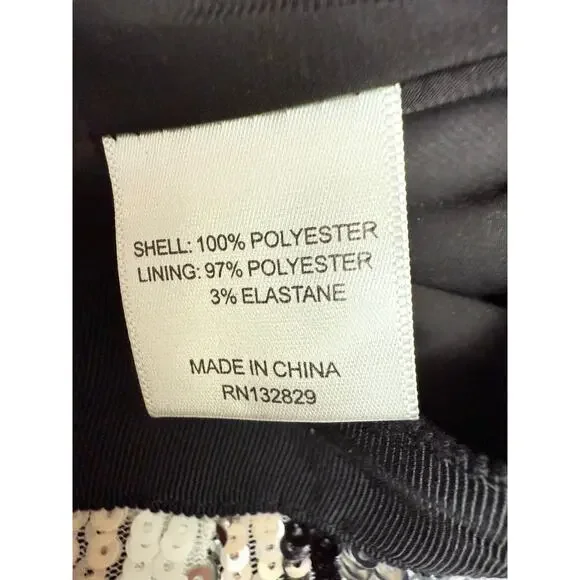 SHELL: 100% POLYESTER
LINING: 97% POLYESTER
3% ELASTANE
MADE IN CHINA
RN132829